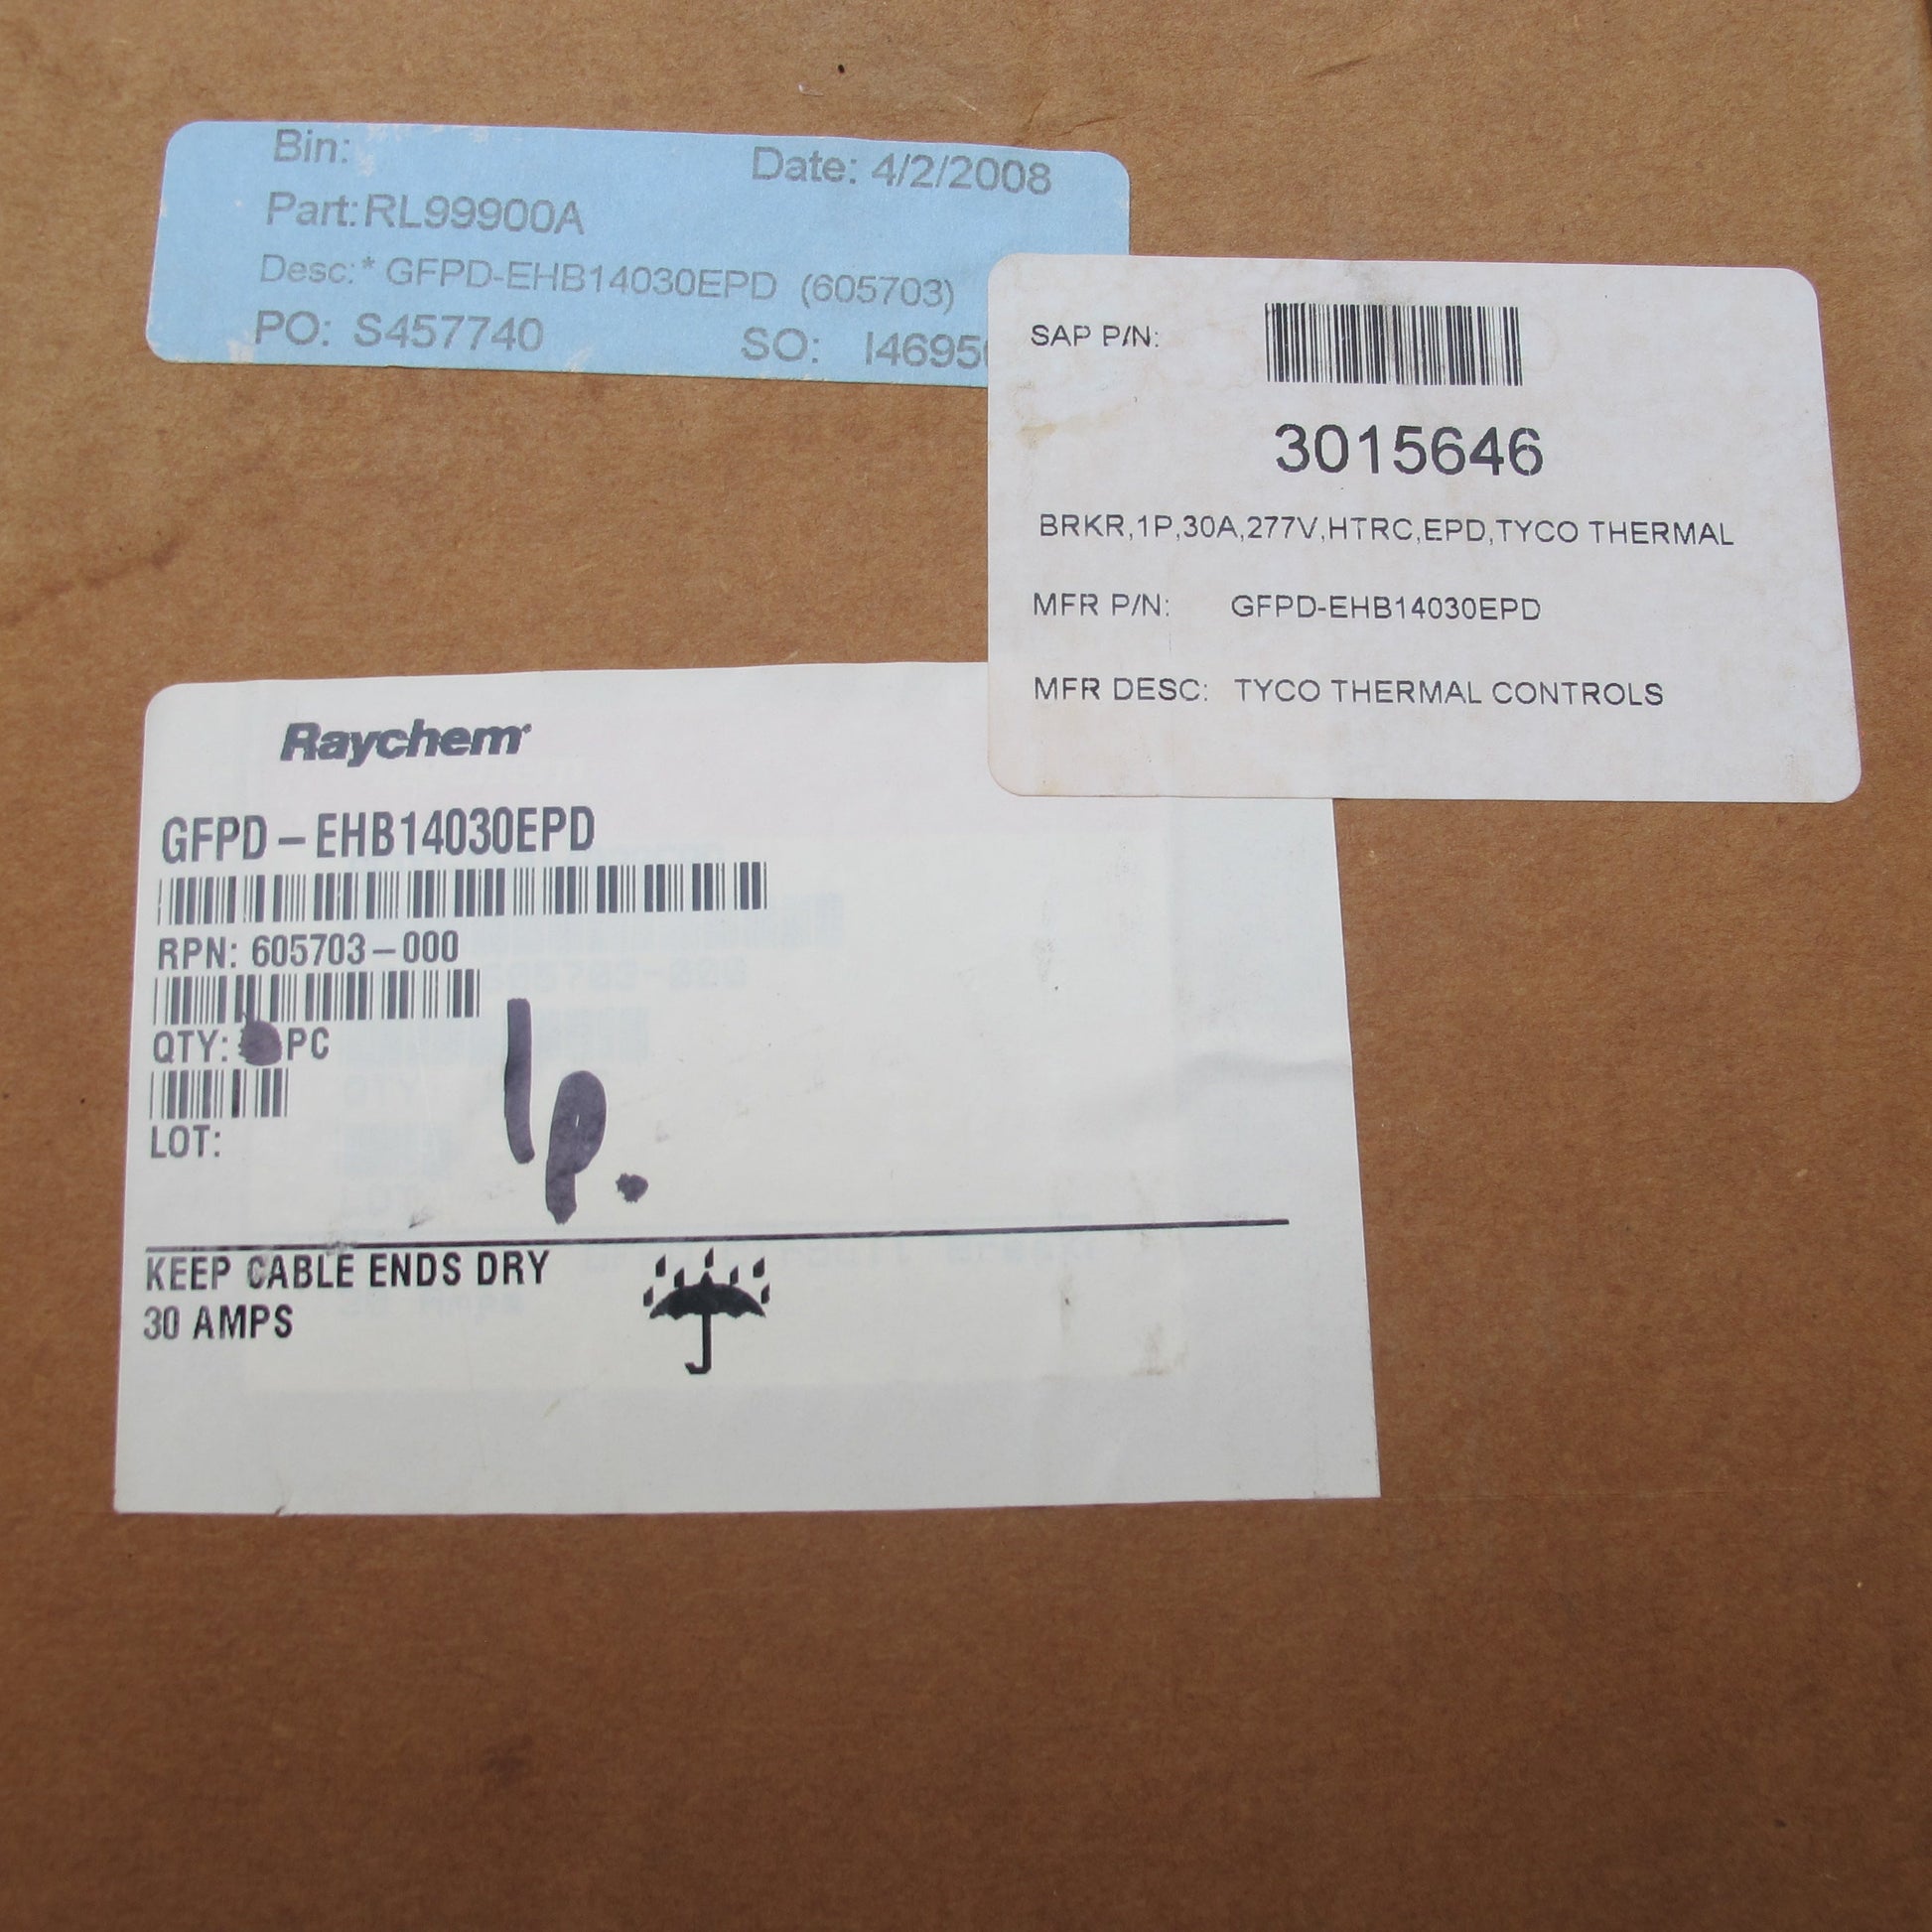 Bin:
Date: 4/2/2008
Part: RL99900A
Desc:* GFPD-EHB14030EPD (605703)
PO: S457740
SO:
SAP P/N:
3015646
BRKR,1P,30A,277V,HTRC,EPD,TYCO THERMAL
MFR P/N: GFPD-EHB14030EPD
MFR DESC: TYCO THERMAL CONTROLS
Raychem
GFPD-EHB14030EPD
RPN: 605703-000
QTY: PC
LOT:
1p.
KEEP CABLE ENDS DRY
30 AMPS